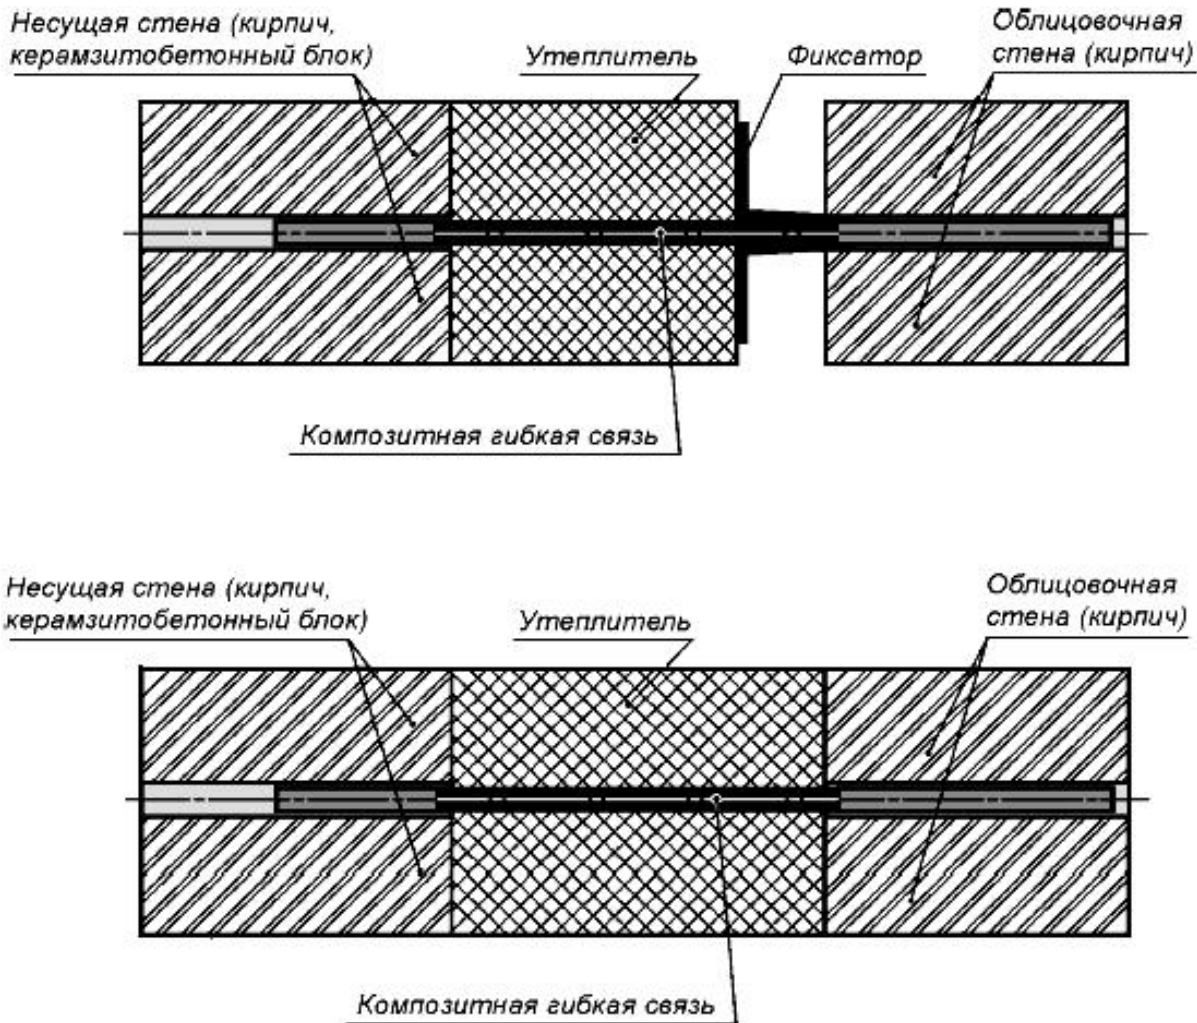 Несущая стена (кирпич,
керамзитобетонный блок)
Утеплитель
Фиксатор
Облицовочная
стена (кирпич)
Композитная гибкая связь
Несущая стена (кирпич,
керамзитобетонный блок)
Утеплитель
Облицовочная
стена (кирпич)
Композитная гибкая связь